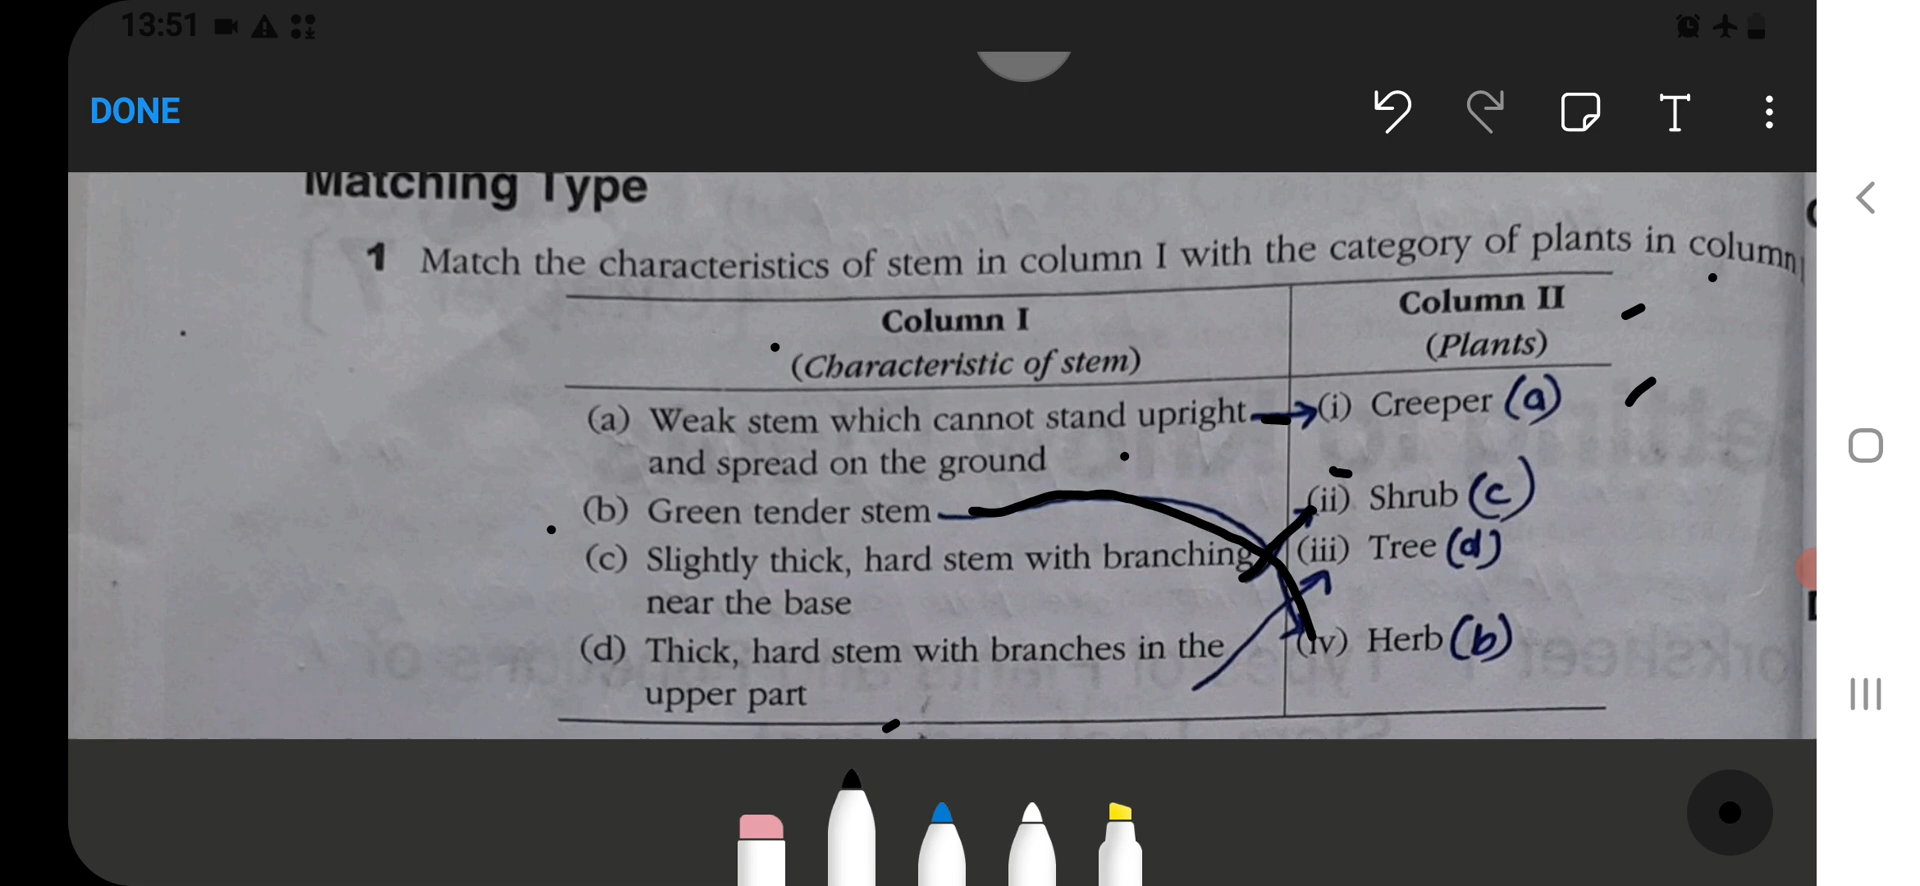 13:51
DONE
T
Matching Type
1 Match the characteristics of stem in column I with the category of plants in column
Column I
(Characteristic of stem)
Column II
(Plants)
(a) Weak stem which cannot stand upright
and spread on the ground
(i) Creeper (a)
(b) Green tender stem
(ii) Shrub (c)
(c) Slightly thick, hard stem with branching
near the base
(iii) Tree (d)
(d) Thick, hard stem with branches in the
upper part
(iv) Herb (b)